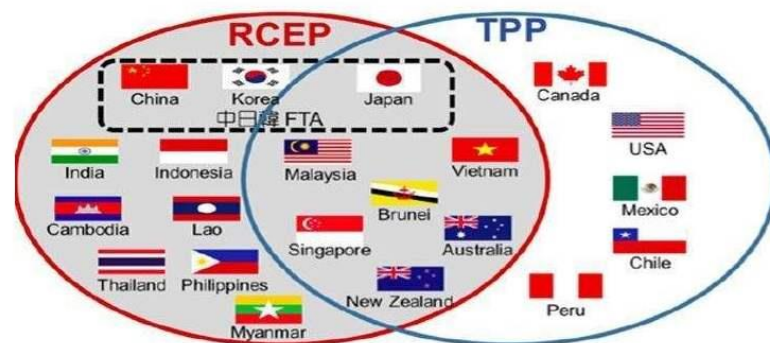 RCEP
TPP
China
Korea
Japan
中日韓 FTA
Canada
USA
India
Indonesia
Malaysia
Vietnam
Mexico
Cambodia
Lao
Brunei
Singapore
Australia
Chile
Thailand
Philippines
New Zealand
Peru
Myanmar